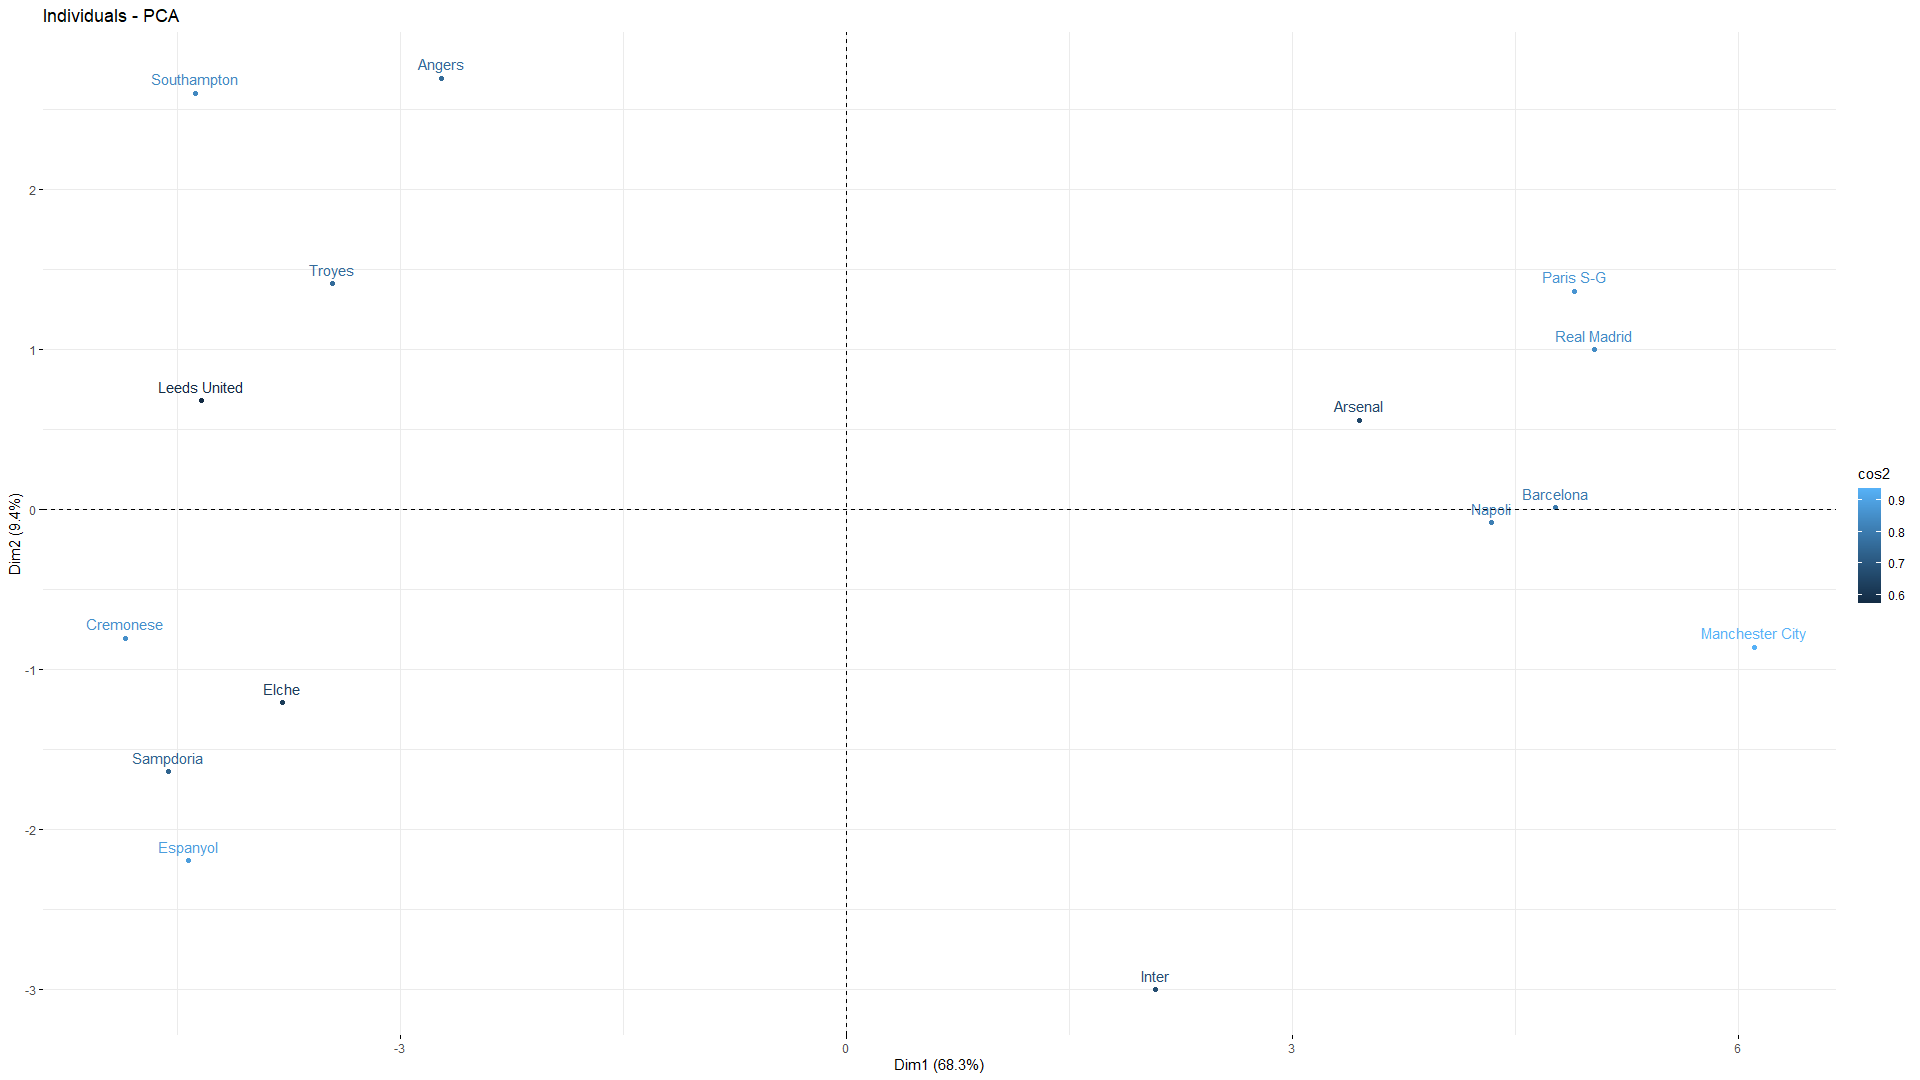 Individuals - PCA
Angers
Southampton
Troyes
Paris S-G
Real Madrid
Leeds United
Arsenal
Barcelona
Napoli
Cremonese
Manchester City
Elche
Sampdoria
Espanyol
Inter
2
1
0
-1
-2
-3
Dim2 (9.4%)
-3
0
3
6
Dim1 (68.3%)
cos2
0.9
0.8
0.7
0.6